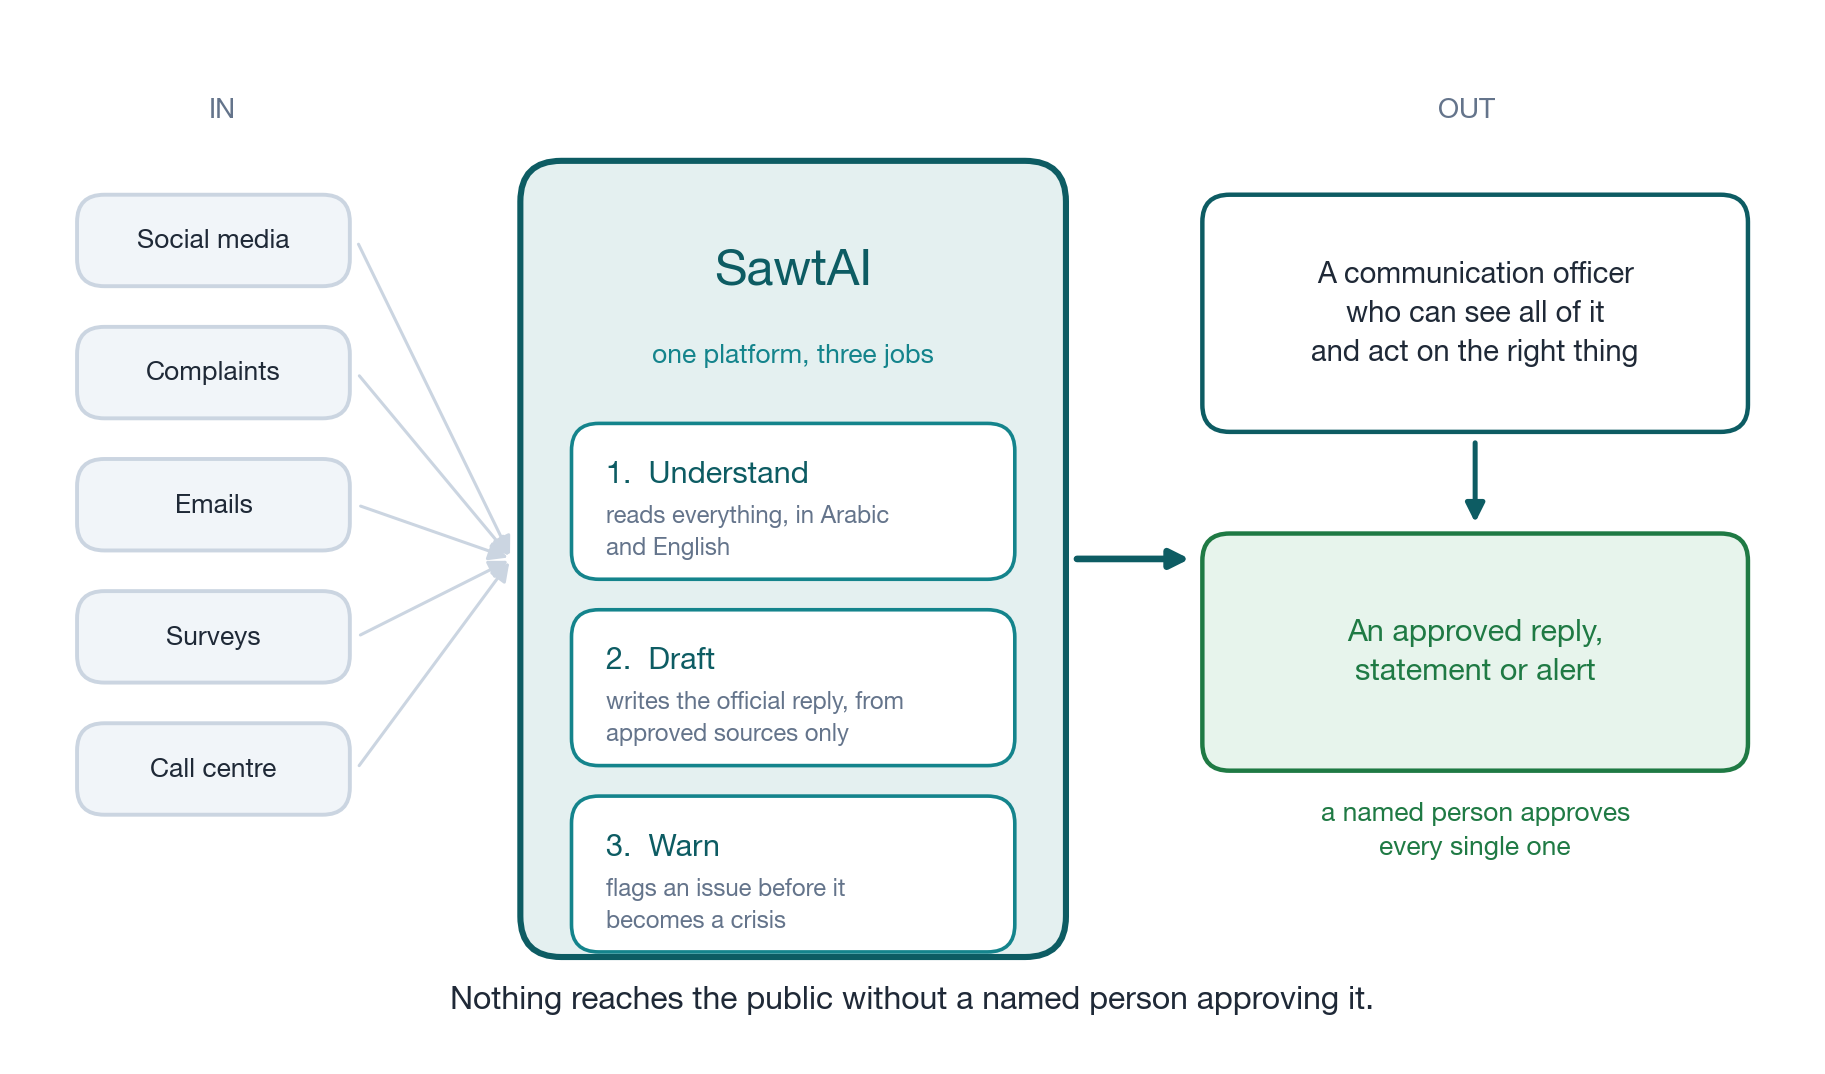 IN
OUT
Social media
Complaints
Emails
Surveys
Call centre
SawtAI
one platform, three jobs
1. Understand
reads everything, in Arabic
and English
2. Draft
writes the official reply, from
approved sources only
3. Warn
flags an issue before it
becomes a crisis
A communication officer
who can see all of it
and act on the right thing
An approved reply,
statement or alert
a named person approves
every single one
Nothing reaches the public without a named person approving it.